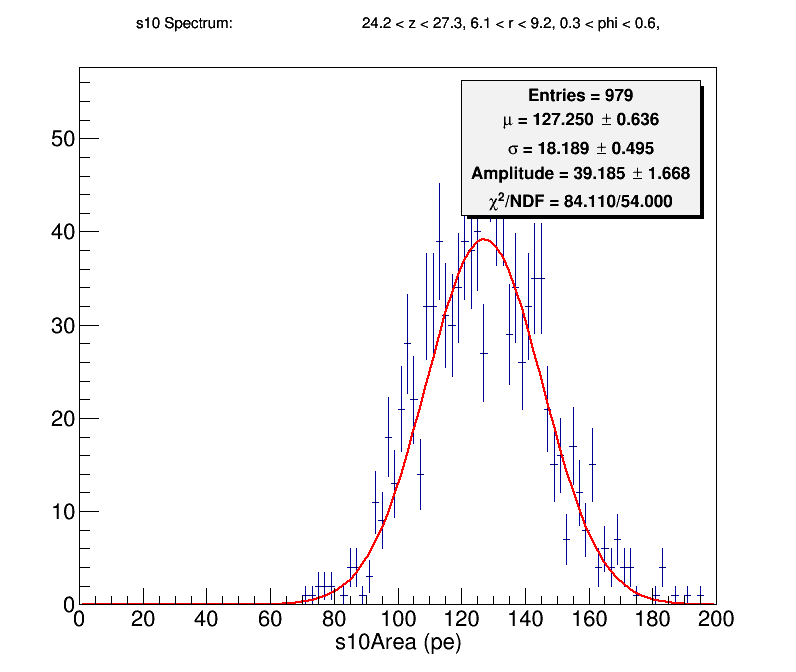 s10 Spectrum: 24.2 < z < 27.3, 6.1 < r < 9.2, 0.3 < phi < 0.6,
Entries = 979
μ = 127.250 ± 0.636
σ = 18.189 ± 0.495
Amplitude = 39.185 ± 1.668
χ²/NDF = 84.110/54.000
50
40
30
20
10
0
0 20 40 60 80 100 120 140 160 180 200
s10Area (pe)